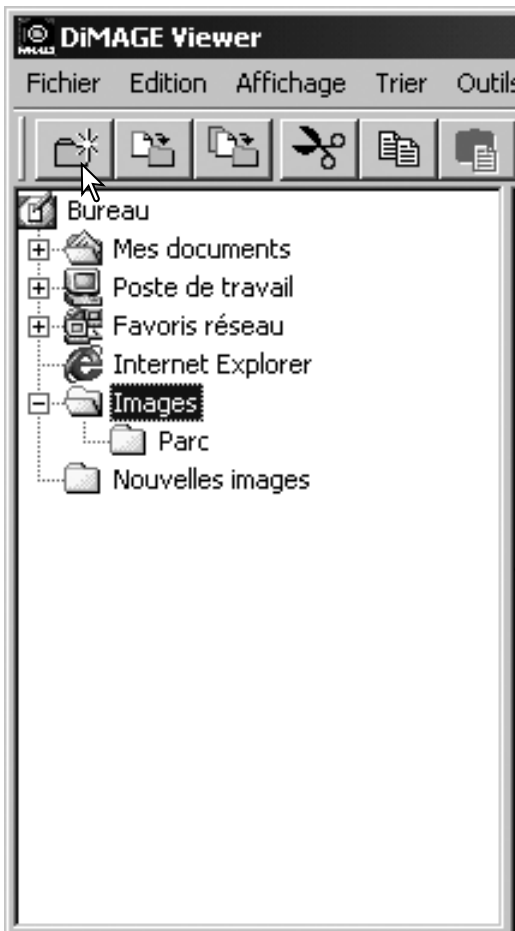 DiMAGE Viewer
Fichier Edition Affichage Trier Outils
Bureau
Mes documents
Poste de travail
Favoris réseau
Internet Explorer
Images
Parc
Nouvelles images